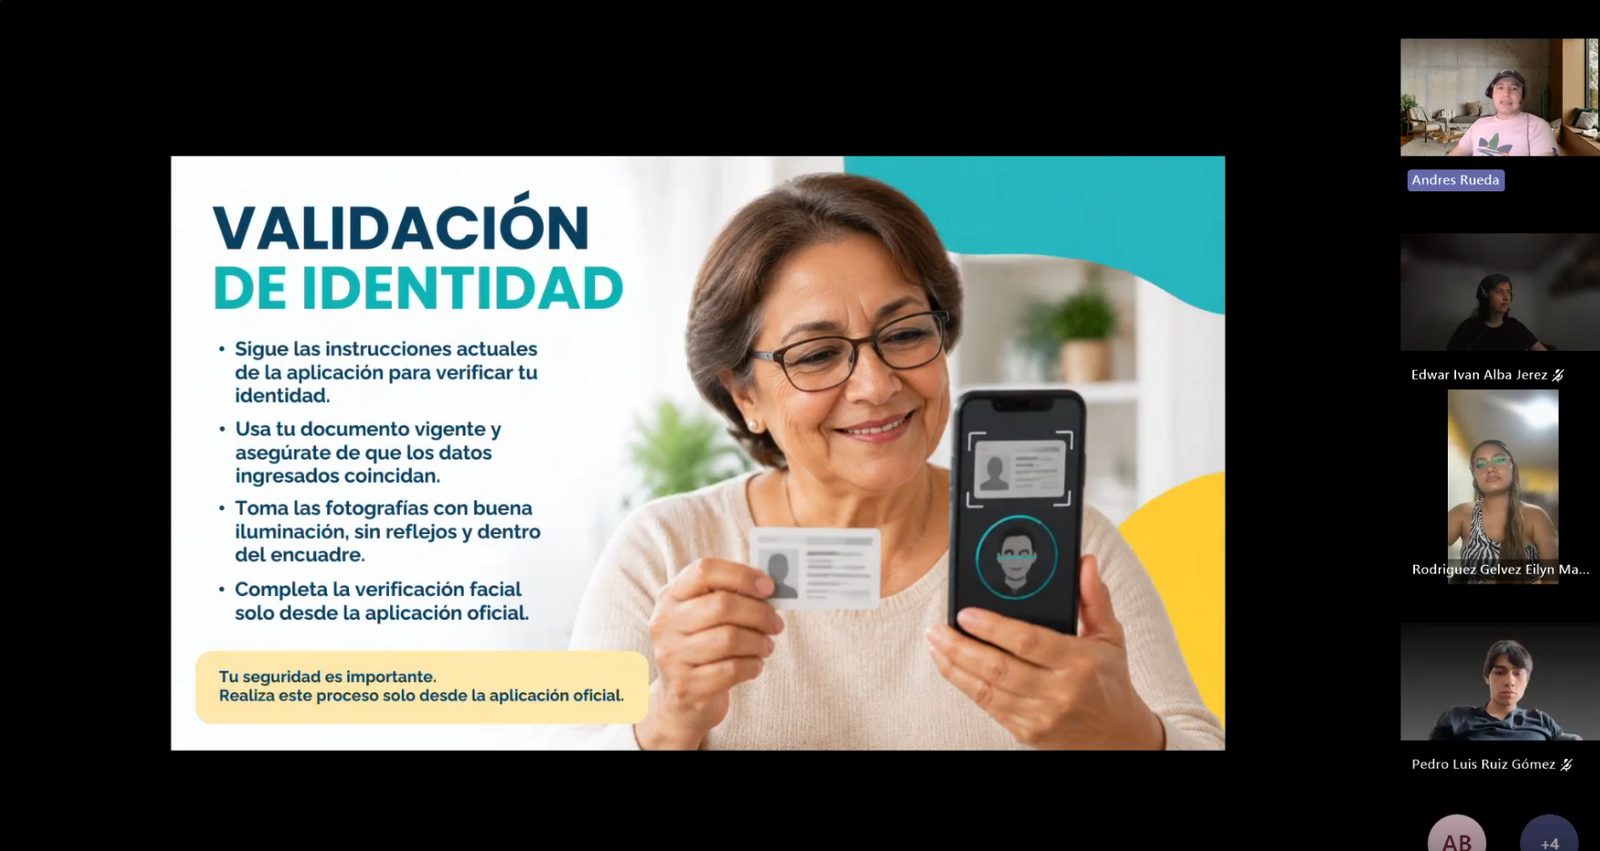 VALIDACIÓN
DE IDENTIDAD
• Sigue las instrucciones actuales
de la aplicación para verificar tu
identidad.
• Usa tu documento vigente y
asegúrate de que los datos
ingresados coincidan.
• Toma las fotografías con buena
iluminación, sin reflejos y dentro
del encuadre.
• Completa la verificación facial
solo desde la aplicación oficial.
Tu seguridad es importante.
Realiza este proceso solo desde la aplicación oficial.
Andres Rueda
Edwar Ivan Alba Jerez
Rodriguez Gelvez Eilyn Ma...
Pedro Luis Ruiz Gómez
AB
+4